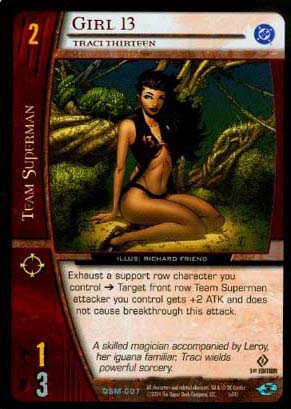 2
GIRL 13
TRACI THIRTEEN
DC
TEAM SUPERMAN
13
ILLUS: RICHARD FRIEND
Exhaust a support row character you
control ➔ Target front row Team Superman
attacker you control gets +2 ATK and does
not cause breakthrough this attack.
A skilled magician accompanied by Leroy,
her iguana familiar, Traci wields
powerful sorcery.
1
3
1st EDITION
DSM-007